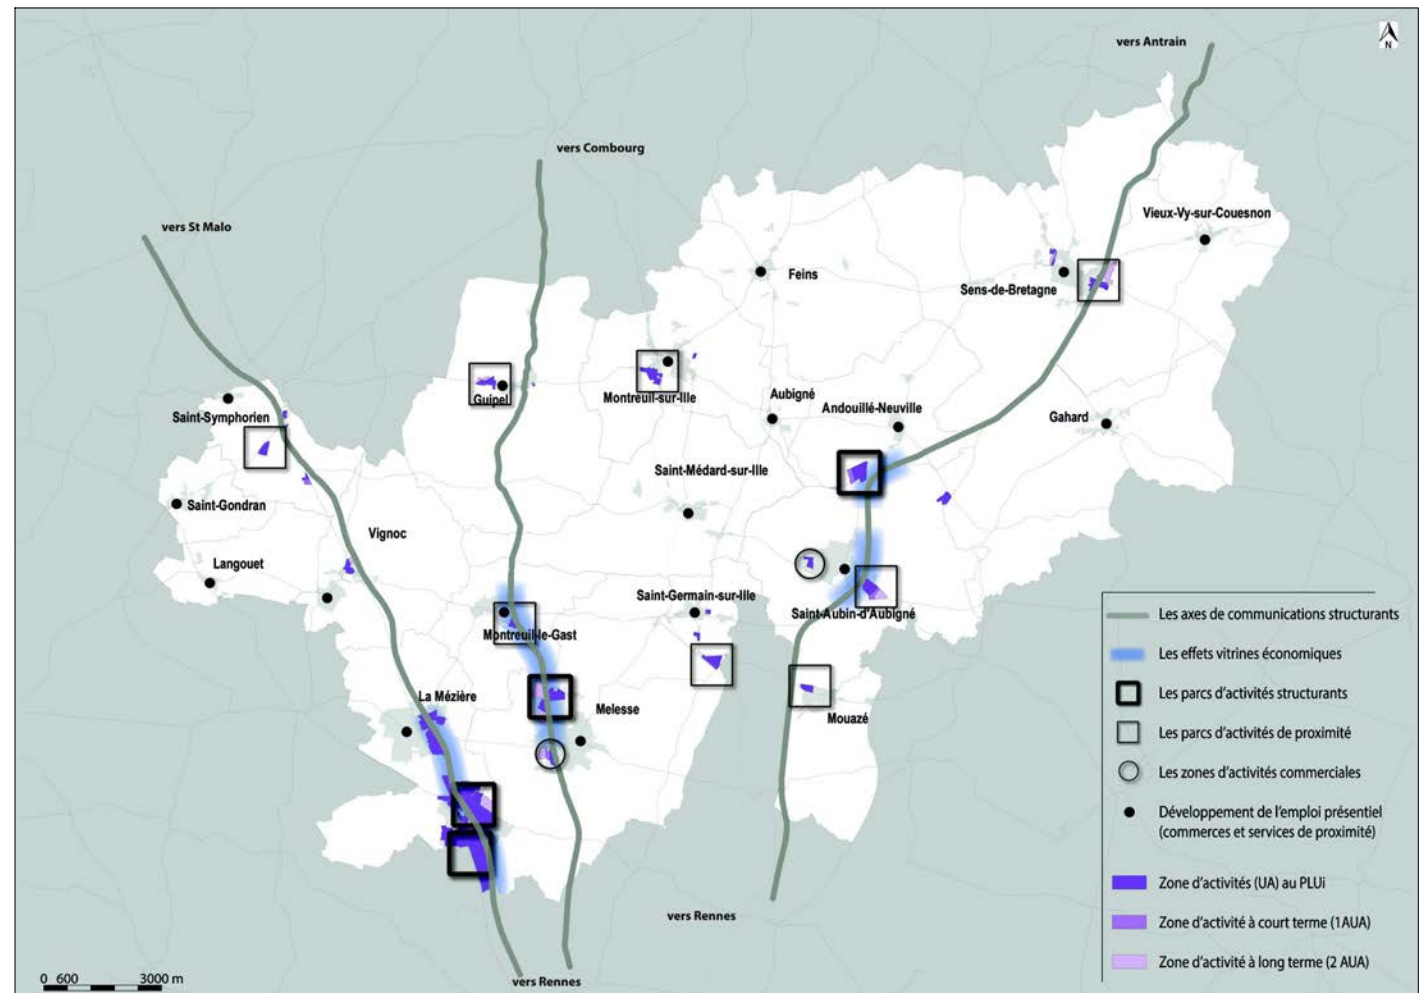 vers Antrain
N
vers Combourg
vers St Malo
Vieux-Vy-sur-Couesnon
Feins
Sens-de-Bretagne
Guipel
Montreuil-sur-Ille
Aubigné
Andouillé-Neuville
Gahard
Saint-Symphorien
Saint-Médard-sur-Ille
Saint-Gondran
Vignoc
Langouet
Saint-Germain-sur-Ille
Saint-Aubin-d'Aubigné
Montreuil-le-Gast
La Mézière
Melesse
Mouazé
vers Rennes
vers Rennes
0 600 3000 m
Les axes de communications structurants
Les effets vitrines économiques
Les parcs d'activités structurants
Les parcs d'activités de proximité
Les zones d'activités commerciales
Développement de l'emploi présentiel
(commerces et services de proximité)
Zone d'activités (UA) au PLUi
Zone d'activité à court terme (1AUA)
Zone d'activité à long terme (2 AUA)